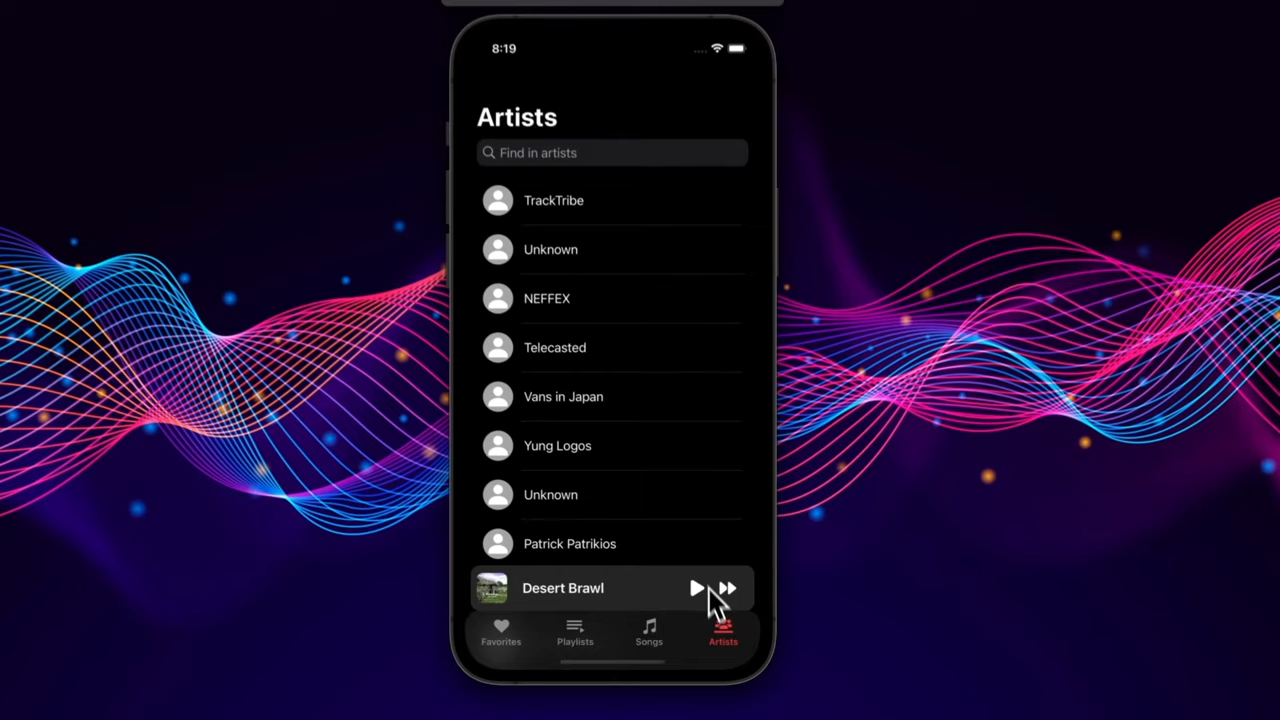 8:19
Artists
Find in artists
TrackTribe
Unknown
NEFFEX
Telecasted
Vans in Japan
Yung Logos
Unknown
Patrick Patrikios
Desert Brawl
Favorites
Playlists
Songs
Artists